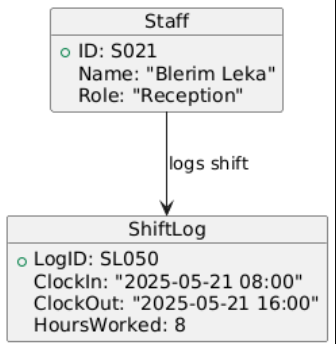 Staff
ID: S021
Name: "Blerim Leka"
Role: "Reception"
logs shift
ShiftLog
LogID: SL050
ClockIn: "2025-05-21 08:00"
ClockOut: "2025-05-21 16:00"
HoursWorked: 8